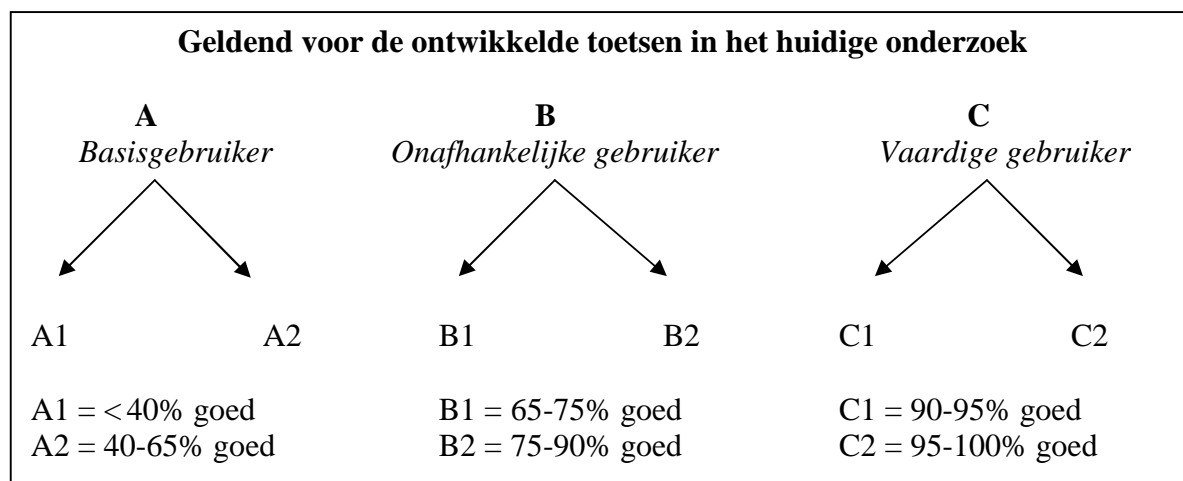 Geldend voor de ontwikkelde toetsen in het huidige onderzoek
A B C
Basisgebruiker Onafhankelijke gebruiker Vaardige gebruiker
A1 A2 B1 B2 C1 C2
A1 = < 40% goed B1 = 65-75% goed C1 = 90-95% goed
A2 = 40-65% goed B2 = 75-90% goed C2 = 95-100% goed